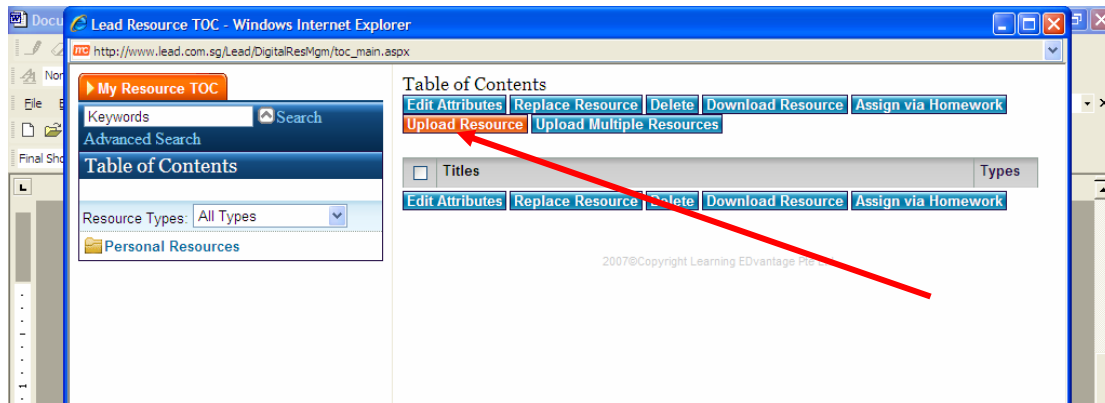 Docu
Lead Resource TOC - Windows Internet Explorer
http://www.lead.com.sg/Lead/DigitalResMgm/toc_main.aspx
Nor
File
Final Sho
My Resource TOC
Keywords
Search
Advanced Search
Table of Contents
Resource Types: All Types
Personal Resources
Table of Contents
Edit Attributes Replace Resource Delete Download Resource Assign via Homework
Upload Resource Upload Multiple Resources
Titles Types
Edit Attributes Replace Resource Delete Download Resource Assign via Homework
2007©Copyright Learning EDvantage Pte